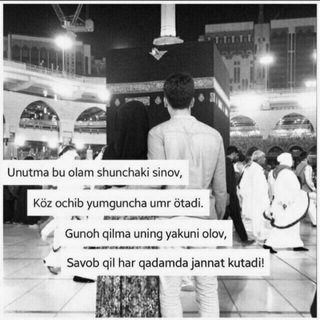 Unutma bu olam shunchaki sinov,
Köz ochib yumguncha umr ötadi.
Gunoh qilma uning yakuni olov,
Savob qil har qadamda jannat kutadi!